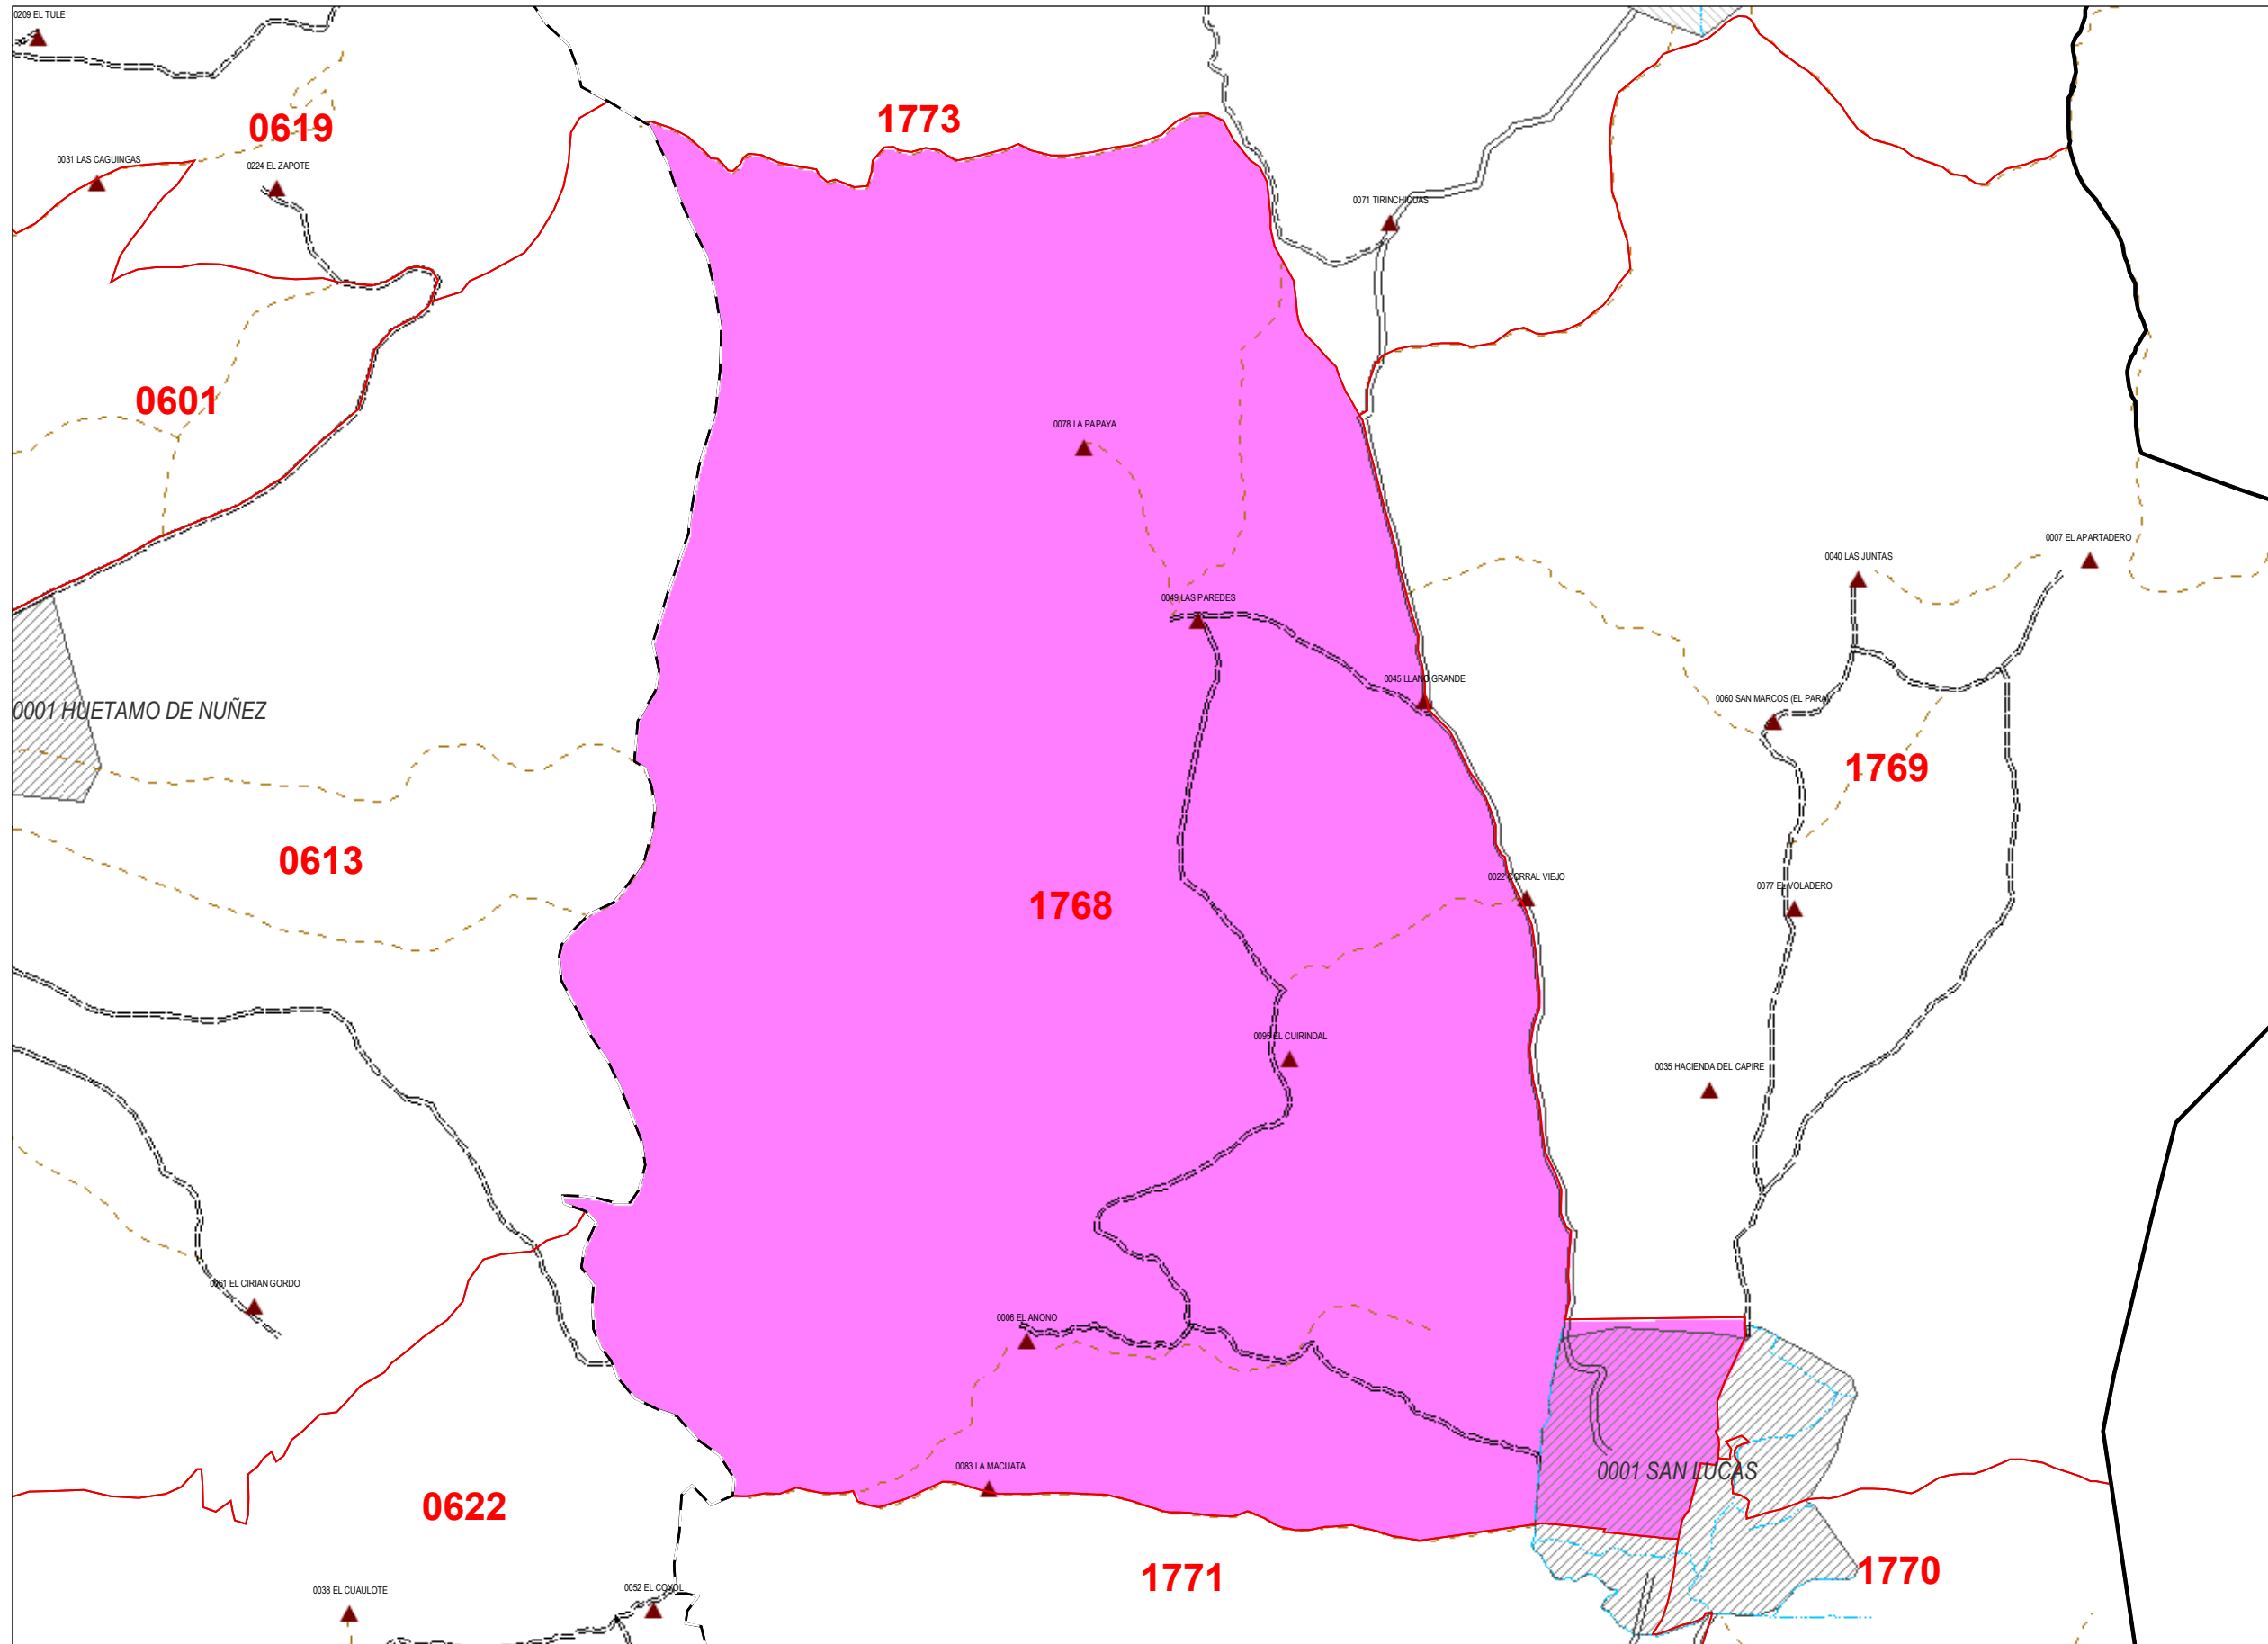 0209 EL TULE
1773
0619
0031 LAS CAGUINGAS
0224 EL ZAPOTE
0071 TIRINCHIGUAS
0601
0078 LA PAPAYA
0007 EL APARTADERO
0040 LAS JUNTAS
0049 LAS PAREDES
0045 LLANO GRANDE
0060 SAN MARCOS (EL PARAJ
0001 HUETAMO DE NUÑEZ
1769
0613
0022 CORRAL VIEJO
0077 EL VOLADERO
1768
0095 EL CUIRINDAL
0035 HACIENDA DEL CAPIRE
0061 EL CIRIAN GORDO
0006 EL ANONO
0083 LA MACUATA
0001 SAN LUCAS
0622
1771
1770
0038 EL CUAULOTE
0052 EL COYOL